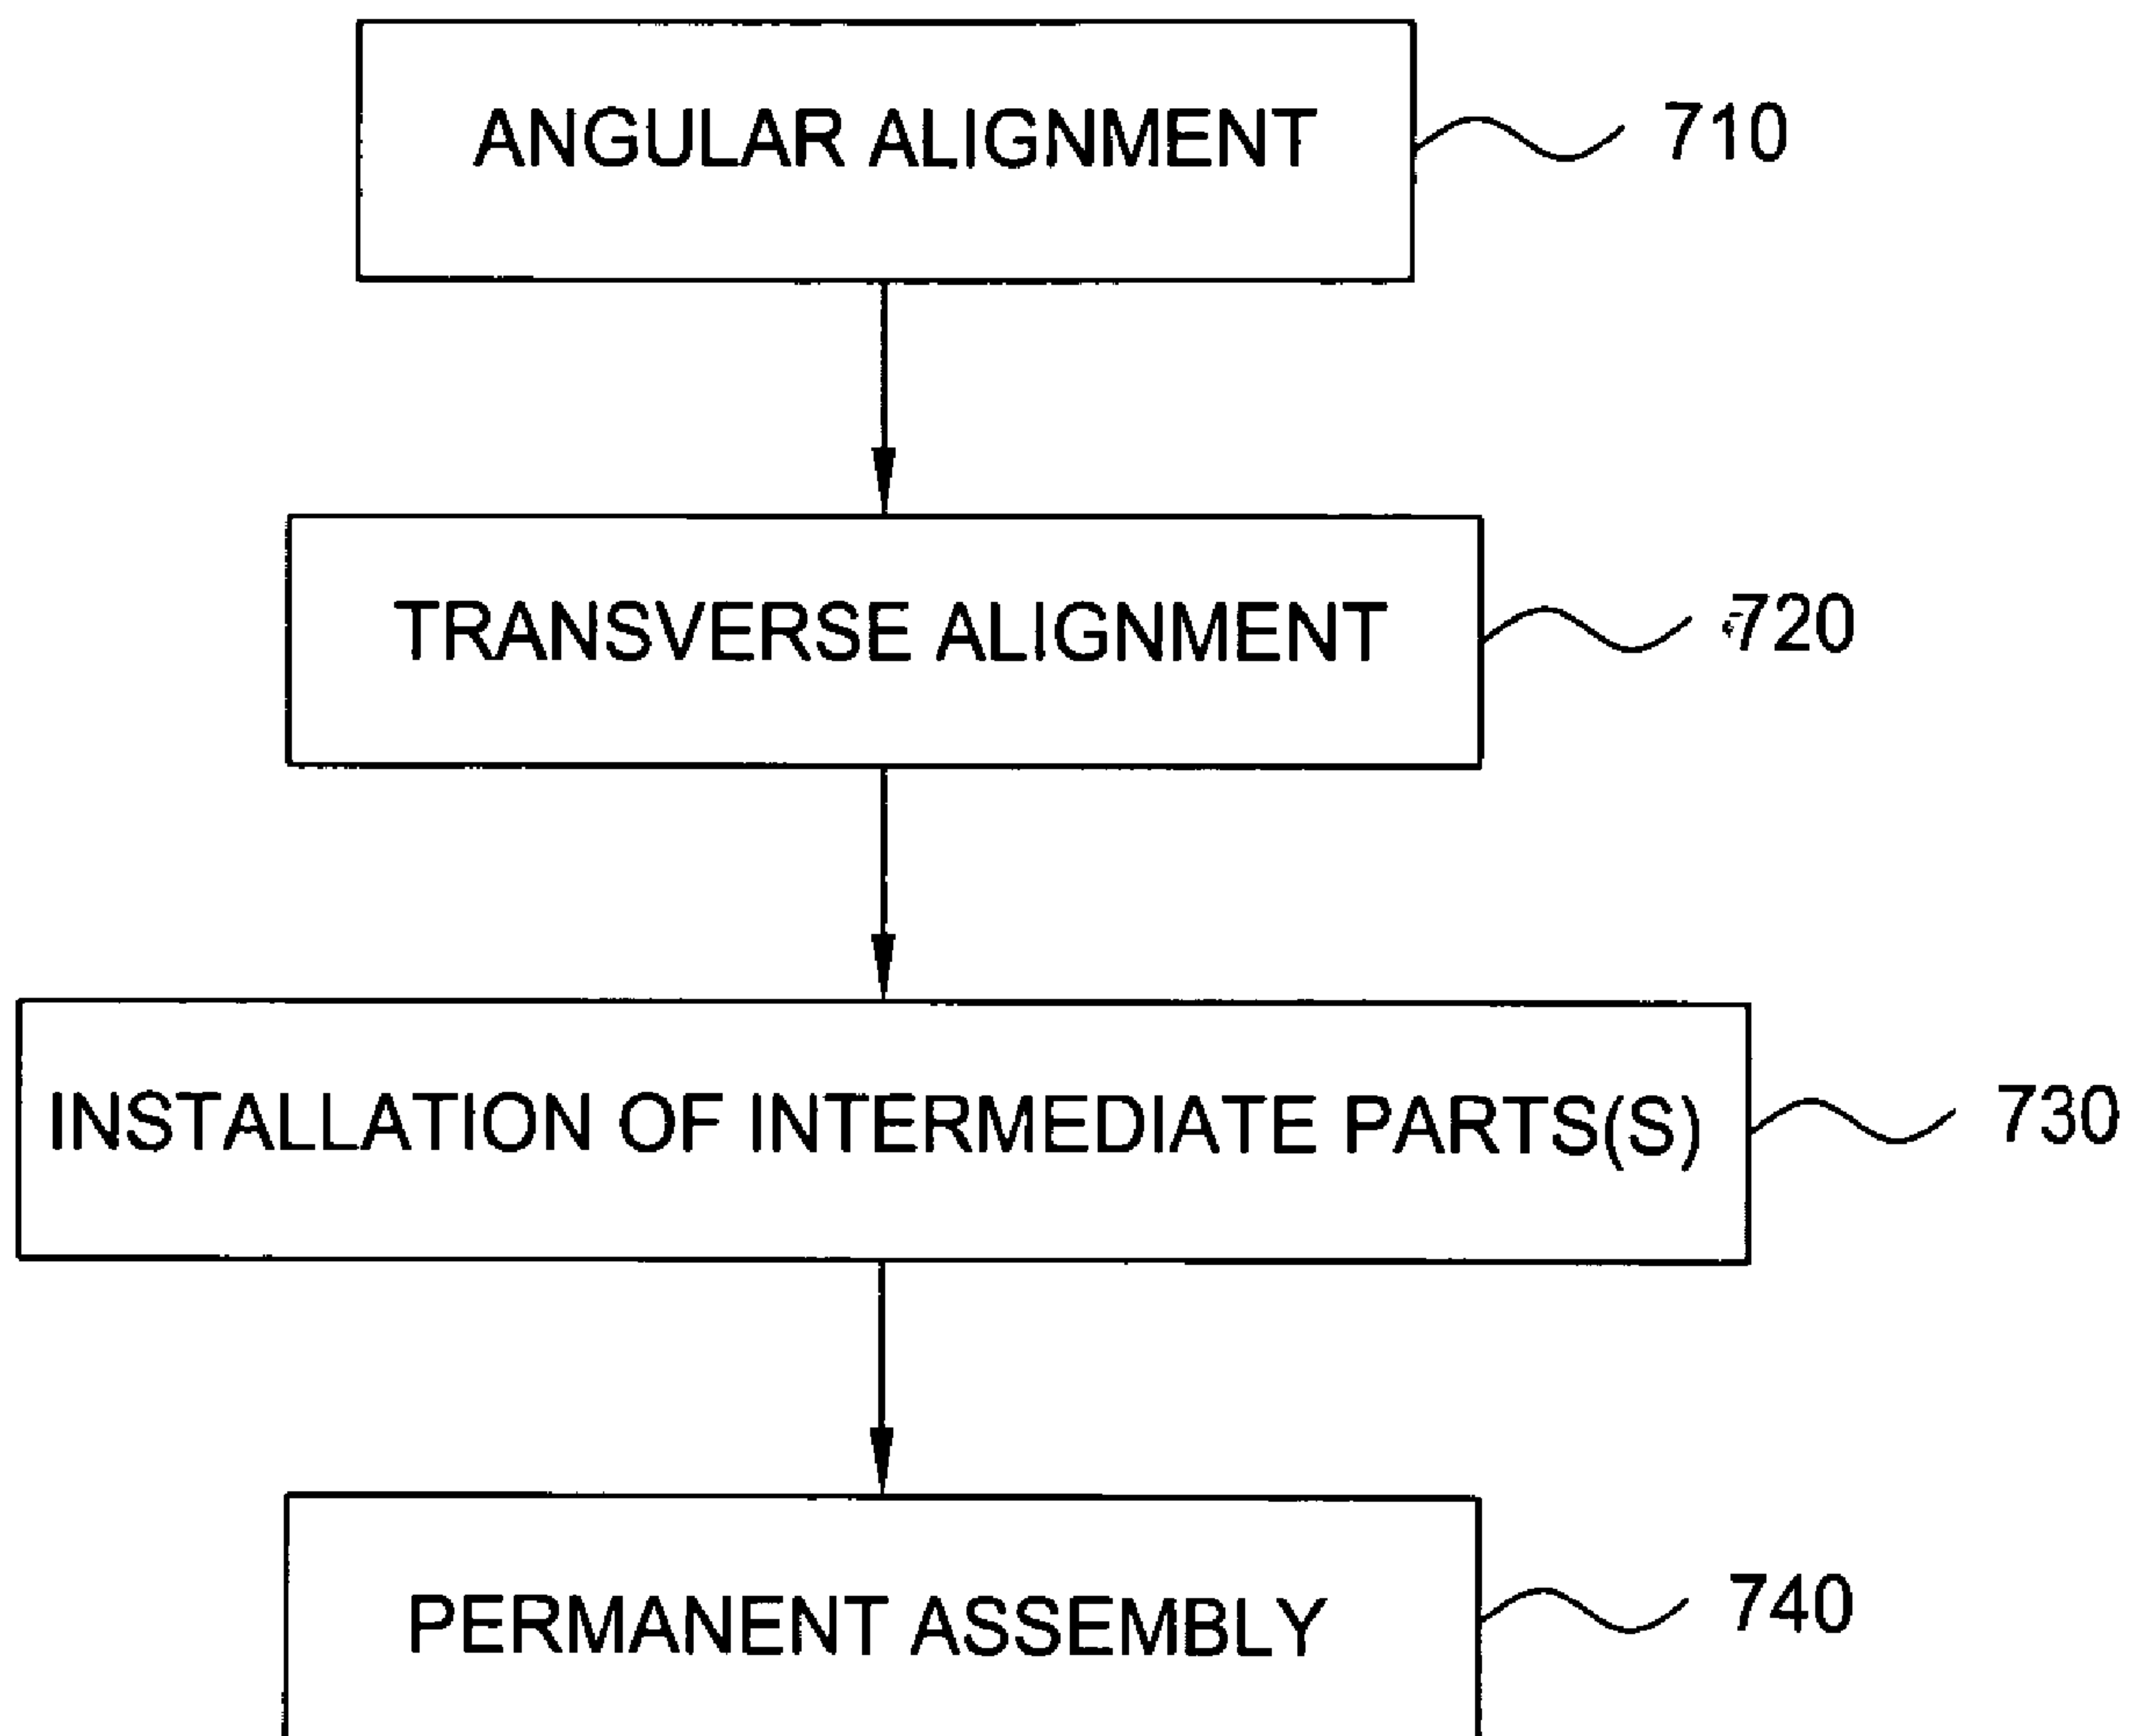 ANGULAR ALIGNMENT
710
TRANSVERSE ALIGNMENT
720
INSTALLATION OF INTERMEDIATE PARTS(S)
730
PERMANENT ASSEMBLY
740